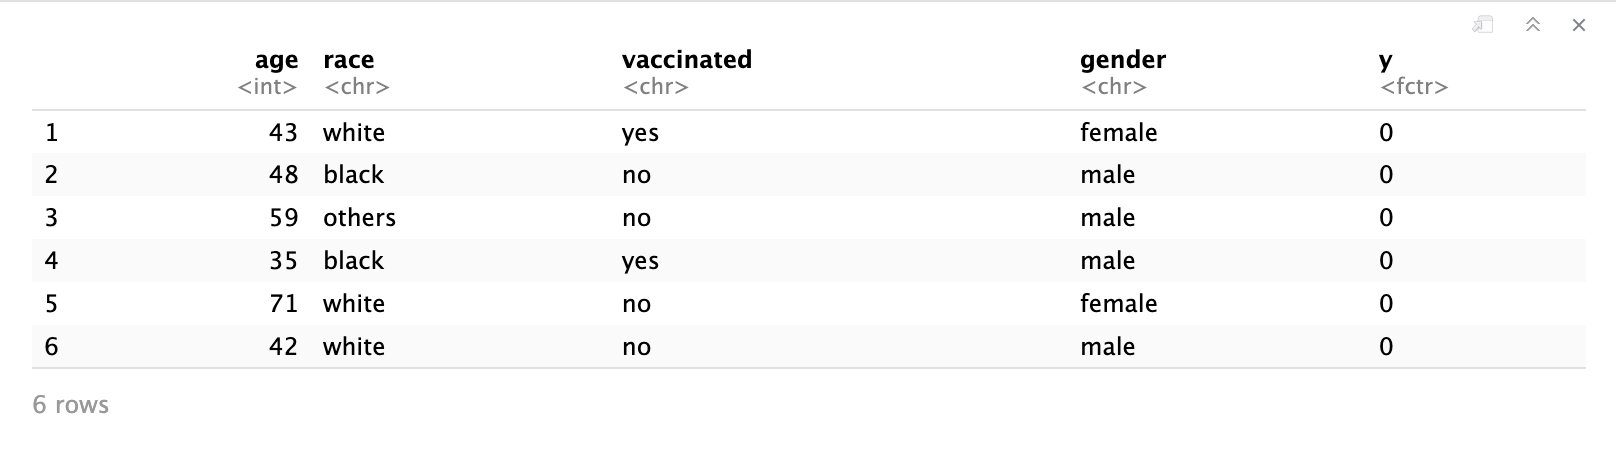 age race vaccinated gender y
<int> <chr> <chr> <chr> <fctr>
1 43 white yes female 0
2 48 black no male 0
3 59 others no male 0
4 35 black yes male 0
5 71 white no female 0
6 42 white no male 0
6 rows